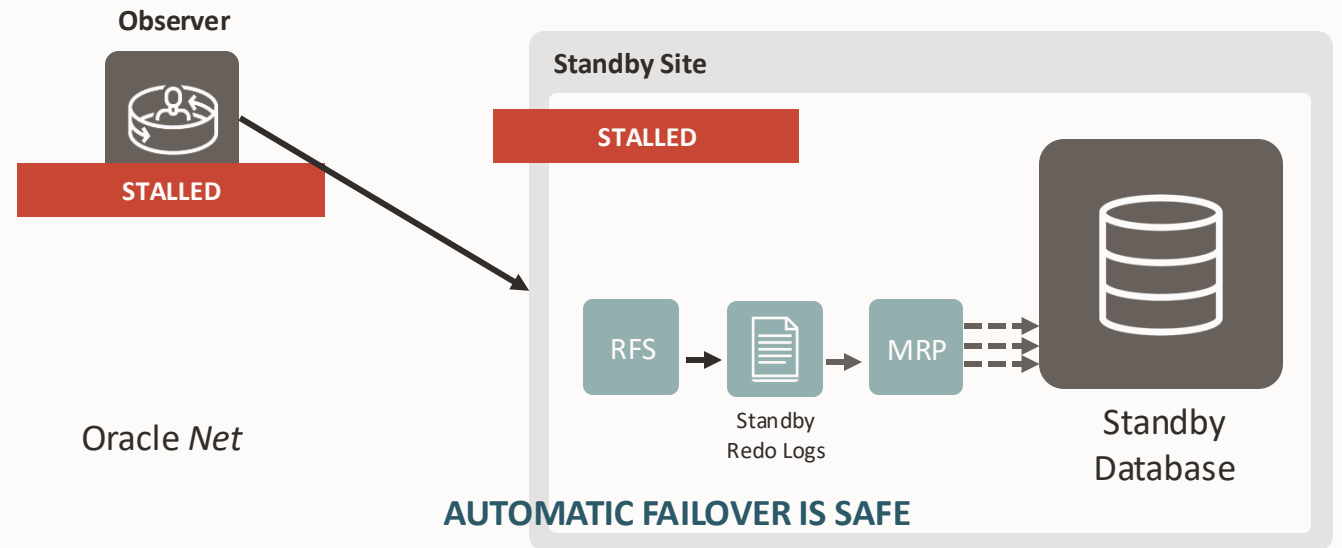 Observer
Standby Site
STALLED
STALLED
RFS
MRP
Standby
Redo Logs
Standby
Database
Oracle Net
AUTOMATIC FAILOVER IS SAFE